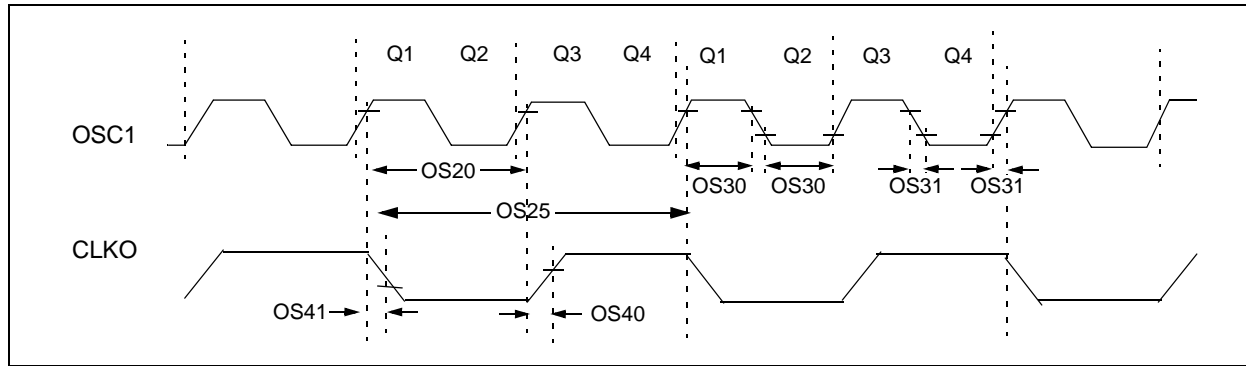 Q1 Q2 Q3 Q4 Q1 Q2 Q3 Q4
OSC1
OS20 OS30 OS30 OS31 OS31
OS25
CLKO
OS41 OS40